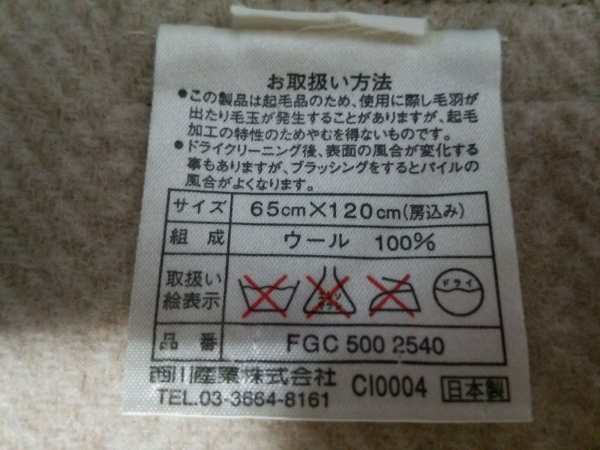 お取扱い方法
●この製品は起毛品のため、使用に際し毛羽が
出たり毛玉が発生することがありますが、起毛
加工の特性のためやむを得ないものです。
●ドライクリーニング後、表面の風合が変化する
事もありますが、ブラッシングをするとパイルの
風合がよくなります。
サイズ 65cm×120cm(房込み)
組成 ウール 100%
取扱い
絵表示 エンソ サラシ ドライ
品番 FGC 500 2540
西川産業株式会社 CI0004 日本製
TEL.03-3664-8161